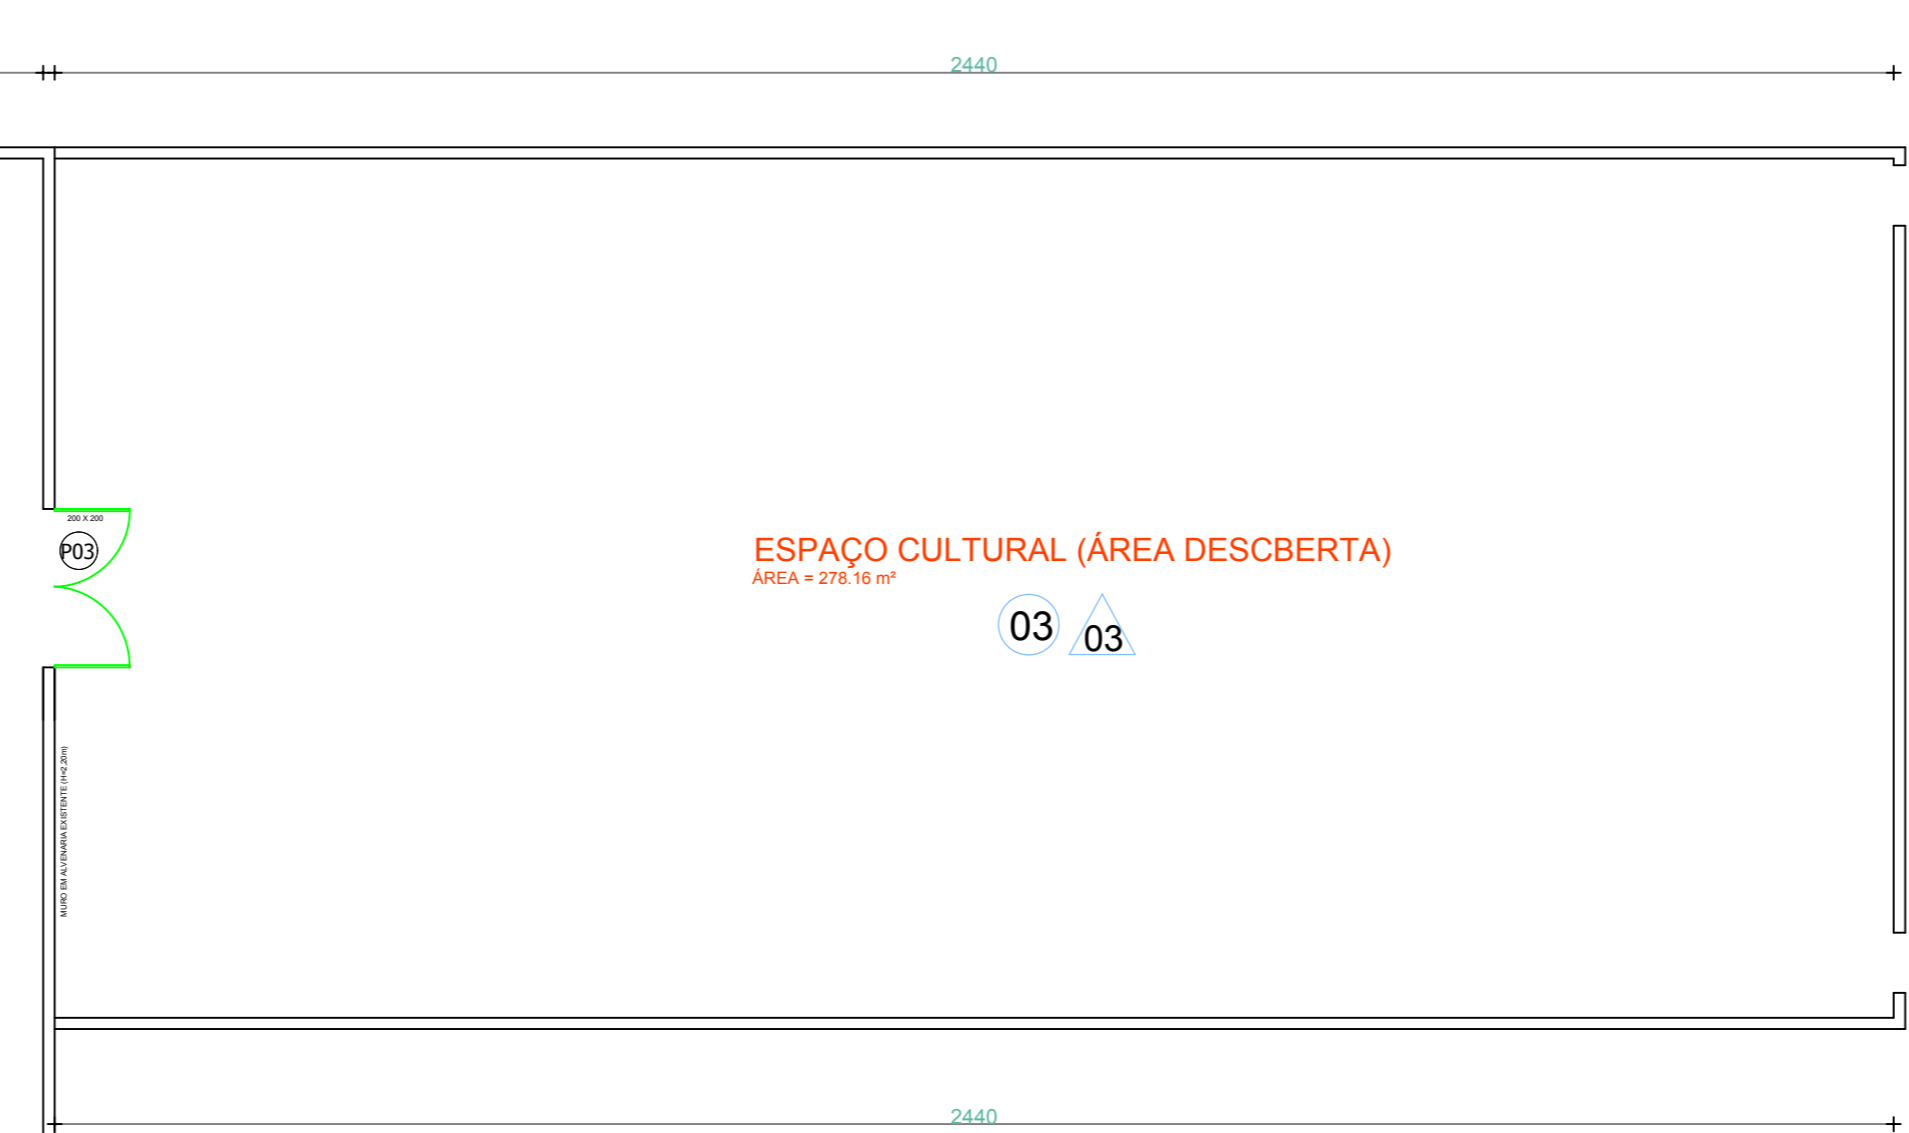 2440
200 X 200
P03
ESPAÇO CULTURAL (ÁREA DESCBERTA)
ÁREA = 278.16 m²
03
03
MURO EM ALVENARIA EXISTENTE (H=2,20m)
2440